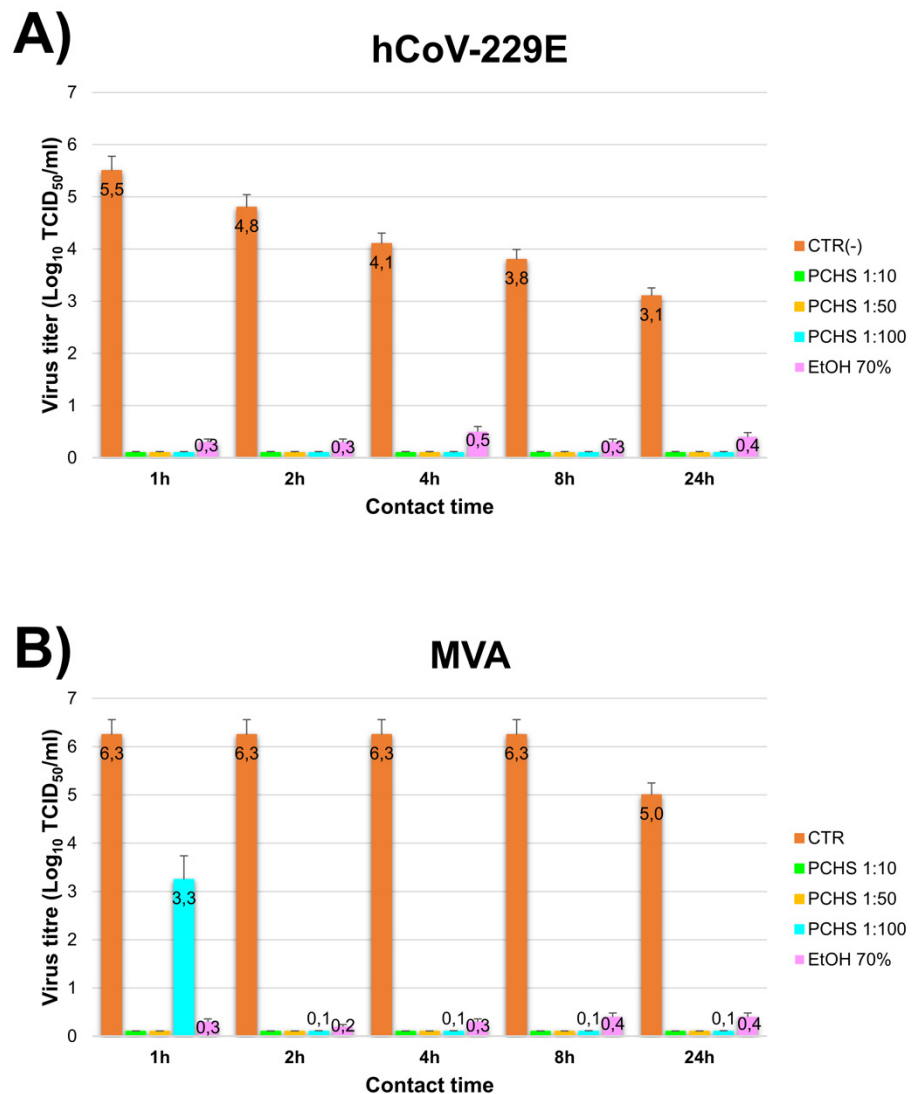 A)
hCoV-229E
Virus titer (Log₁₀ TCID₅₀/ml)
7
6
5
4
3
2
1
0
5,5
4,8
4,1
3,8
3,1
0,3
0,3
0,5
0,3
0,4
1h 2h 4h 8h 24h
Contact time
CTR(-)
PCHS 1:10
PCHS 1:50
PCHS 1:100
EtOH 70%
B)
MVA
Virus titre (Log₁₀ TCID₅₀/ml)
7
6
5
4
3
2
1
0
6,3
6,3
6,3
6,3
5,0
3,3
0,1
0,1
0,1
0,1
0,3
0,2
0,3
0,4
0,4
1h 2h 4h 8h 24h
Contact time
CTR
PCHS 1:10
PCHS 1:50
PCHS 1:100
EtOH 70%